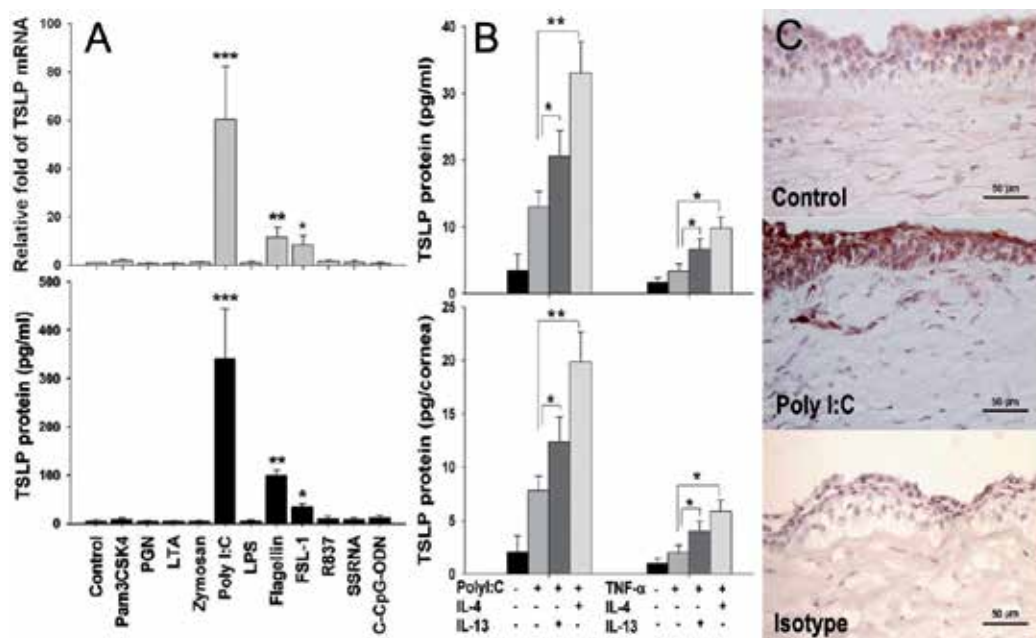 A
Relative fold of TSLP mRNA
100
80
60
40
20
0
***
**
*
TSLP protein (pg/ml)
500
300
300
100
0
***
**
*
Control
Pam3CSK4
PGN
LTA
Zymosan
Poly I:C
LPS
Flagellin
FSL-1
R837
SSRNA
C-CpG-ODN
B
TSLP protein (pg/ml)
40
30
20
10
0
**
*
*
*
TSLP protein (pg/cornea)
25
20
15
10
5
0
**
*
*
*
PolyI:C - + + +
IL-4 - - - +
IL-13 - - + -
TNF-α - + + +
IL-4 - - - +
IL-13 - - + -
C
Control
50 µm
Poly I:C
50 µm
Isotype
50 µm